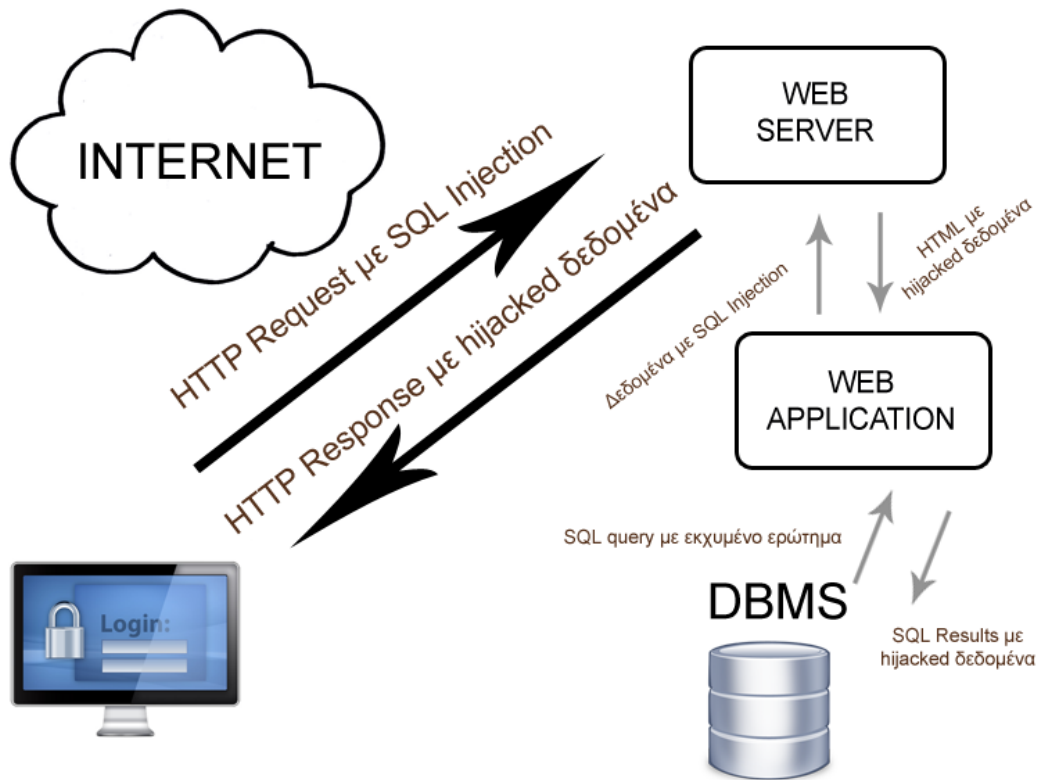 INTERNET
WEB
SERVER
HTTP Request με SQL Injection
HTTP Response με hijacked δεδομένα
Δεδομένα με SQL Injection
HTML με
hijacked δεδομένα
WEB
APPLICATION
SQL query με εκχυμένο ερώτημα
DBMS
SQL Results με
hijacked δεδομένα
Login: